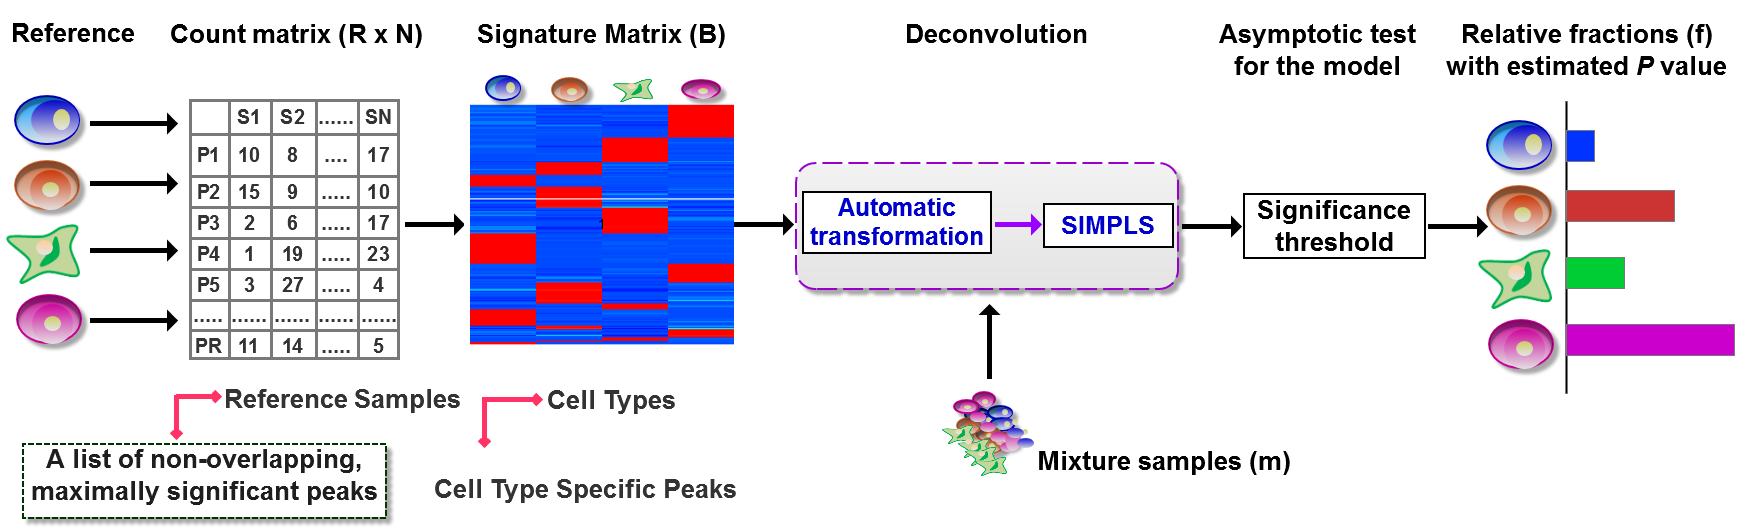 Reference
Count matrix (R x N)
Signature Matrix (B)
Deconvolution
Asymptotic test
for the model
Relative fractions (f)
with estimated P value
S1 S2 ...... SN
P1 10 8 .... 17
P2 15 9 ..... 10
P3 2 6 ..... 17
P4 1 19 ..... 23
P5 3 27 ..... 4
..... ...... ...... ...... ......
PR 11 14 ..... 5
Automatic
transformation
SIMPLS
Significance
threshold
Reference Samples
Cell Types
A list of non-overlapping,
maximally significant peaks
Cell Type Specific Peaks
Mixture samples (m)